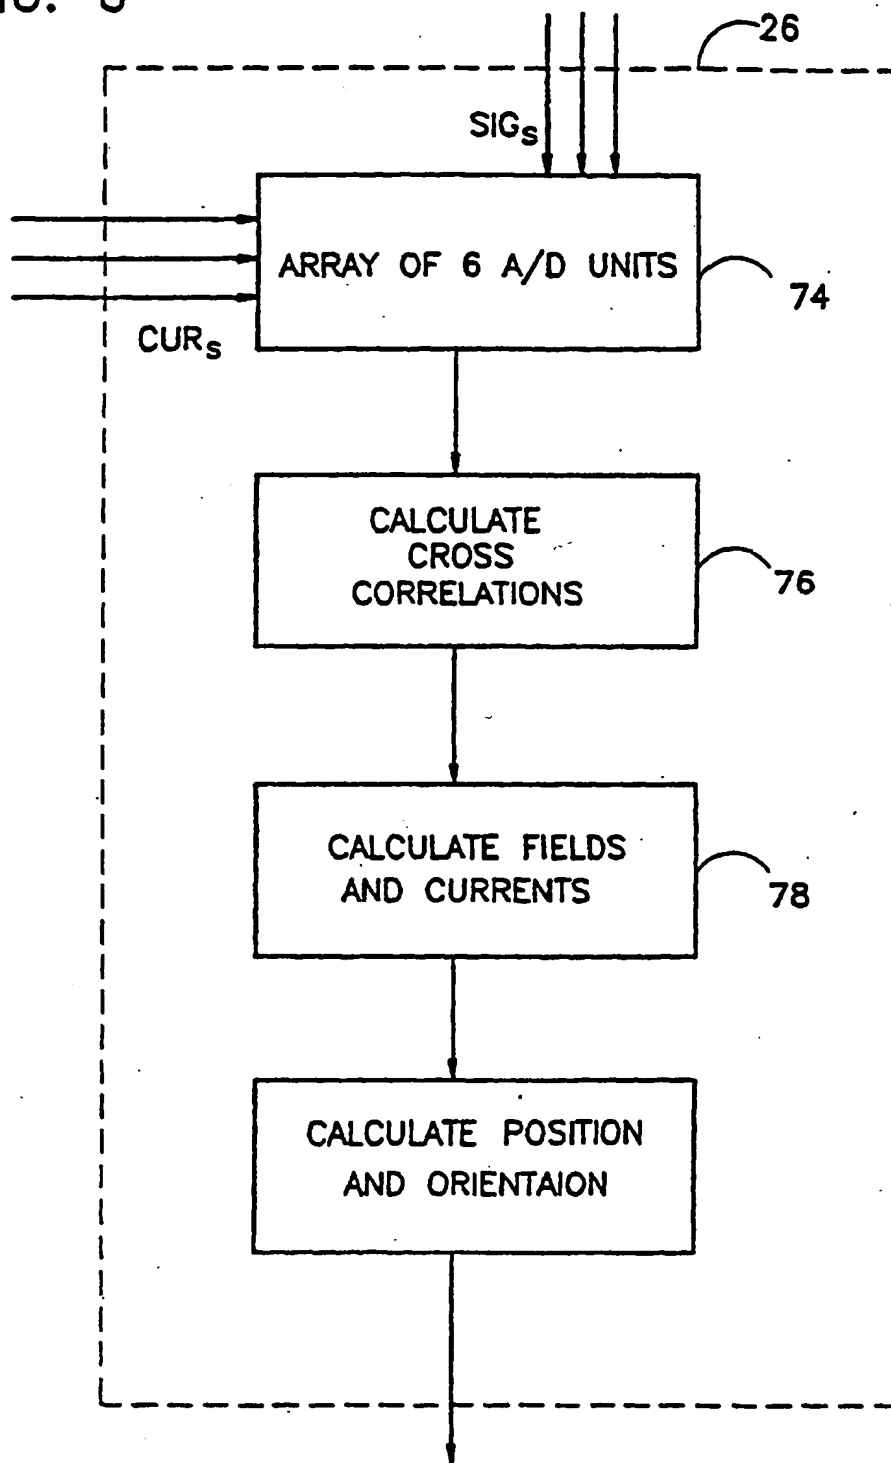 26
SIGs
ARRAY OF 6 A/D UNITS
74
CURs
CALCULATE
CROSS
CORRELATIONS
76
CALCULATE FIELDS
AND CURRENTS
78
CALCULATE POSITION
AND ORIENTAION